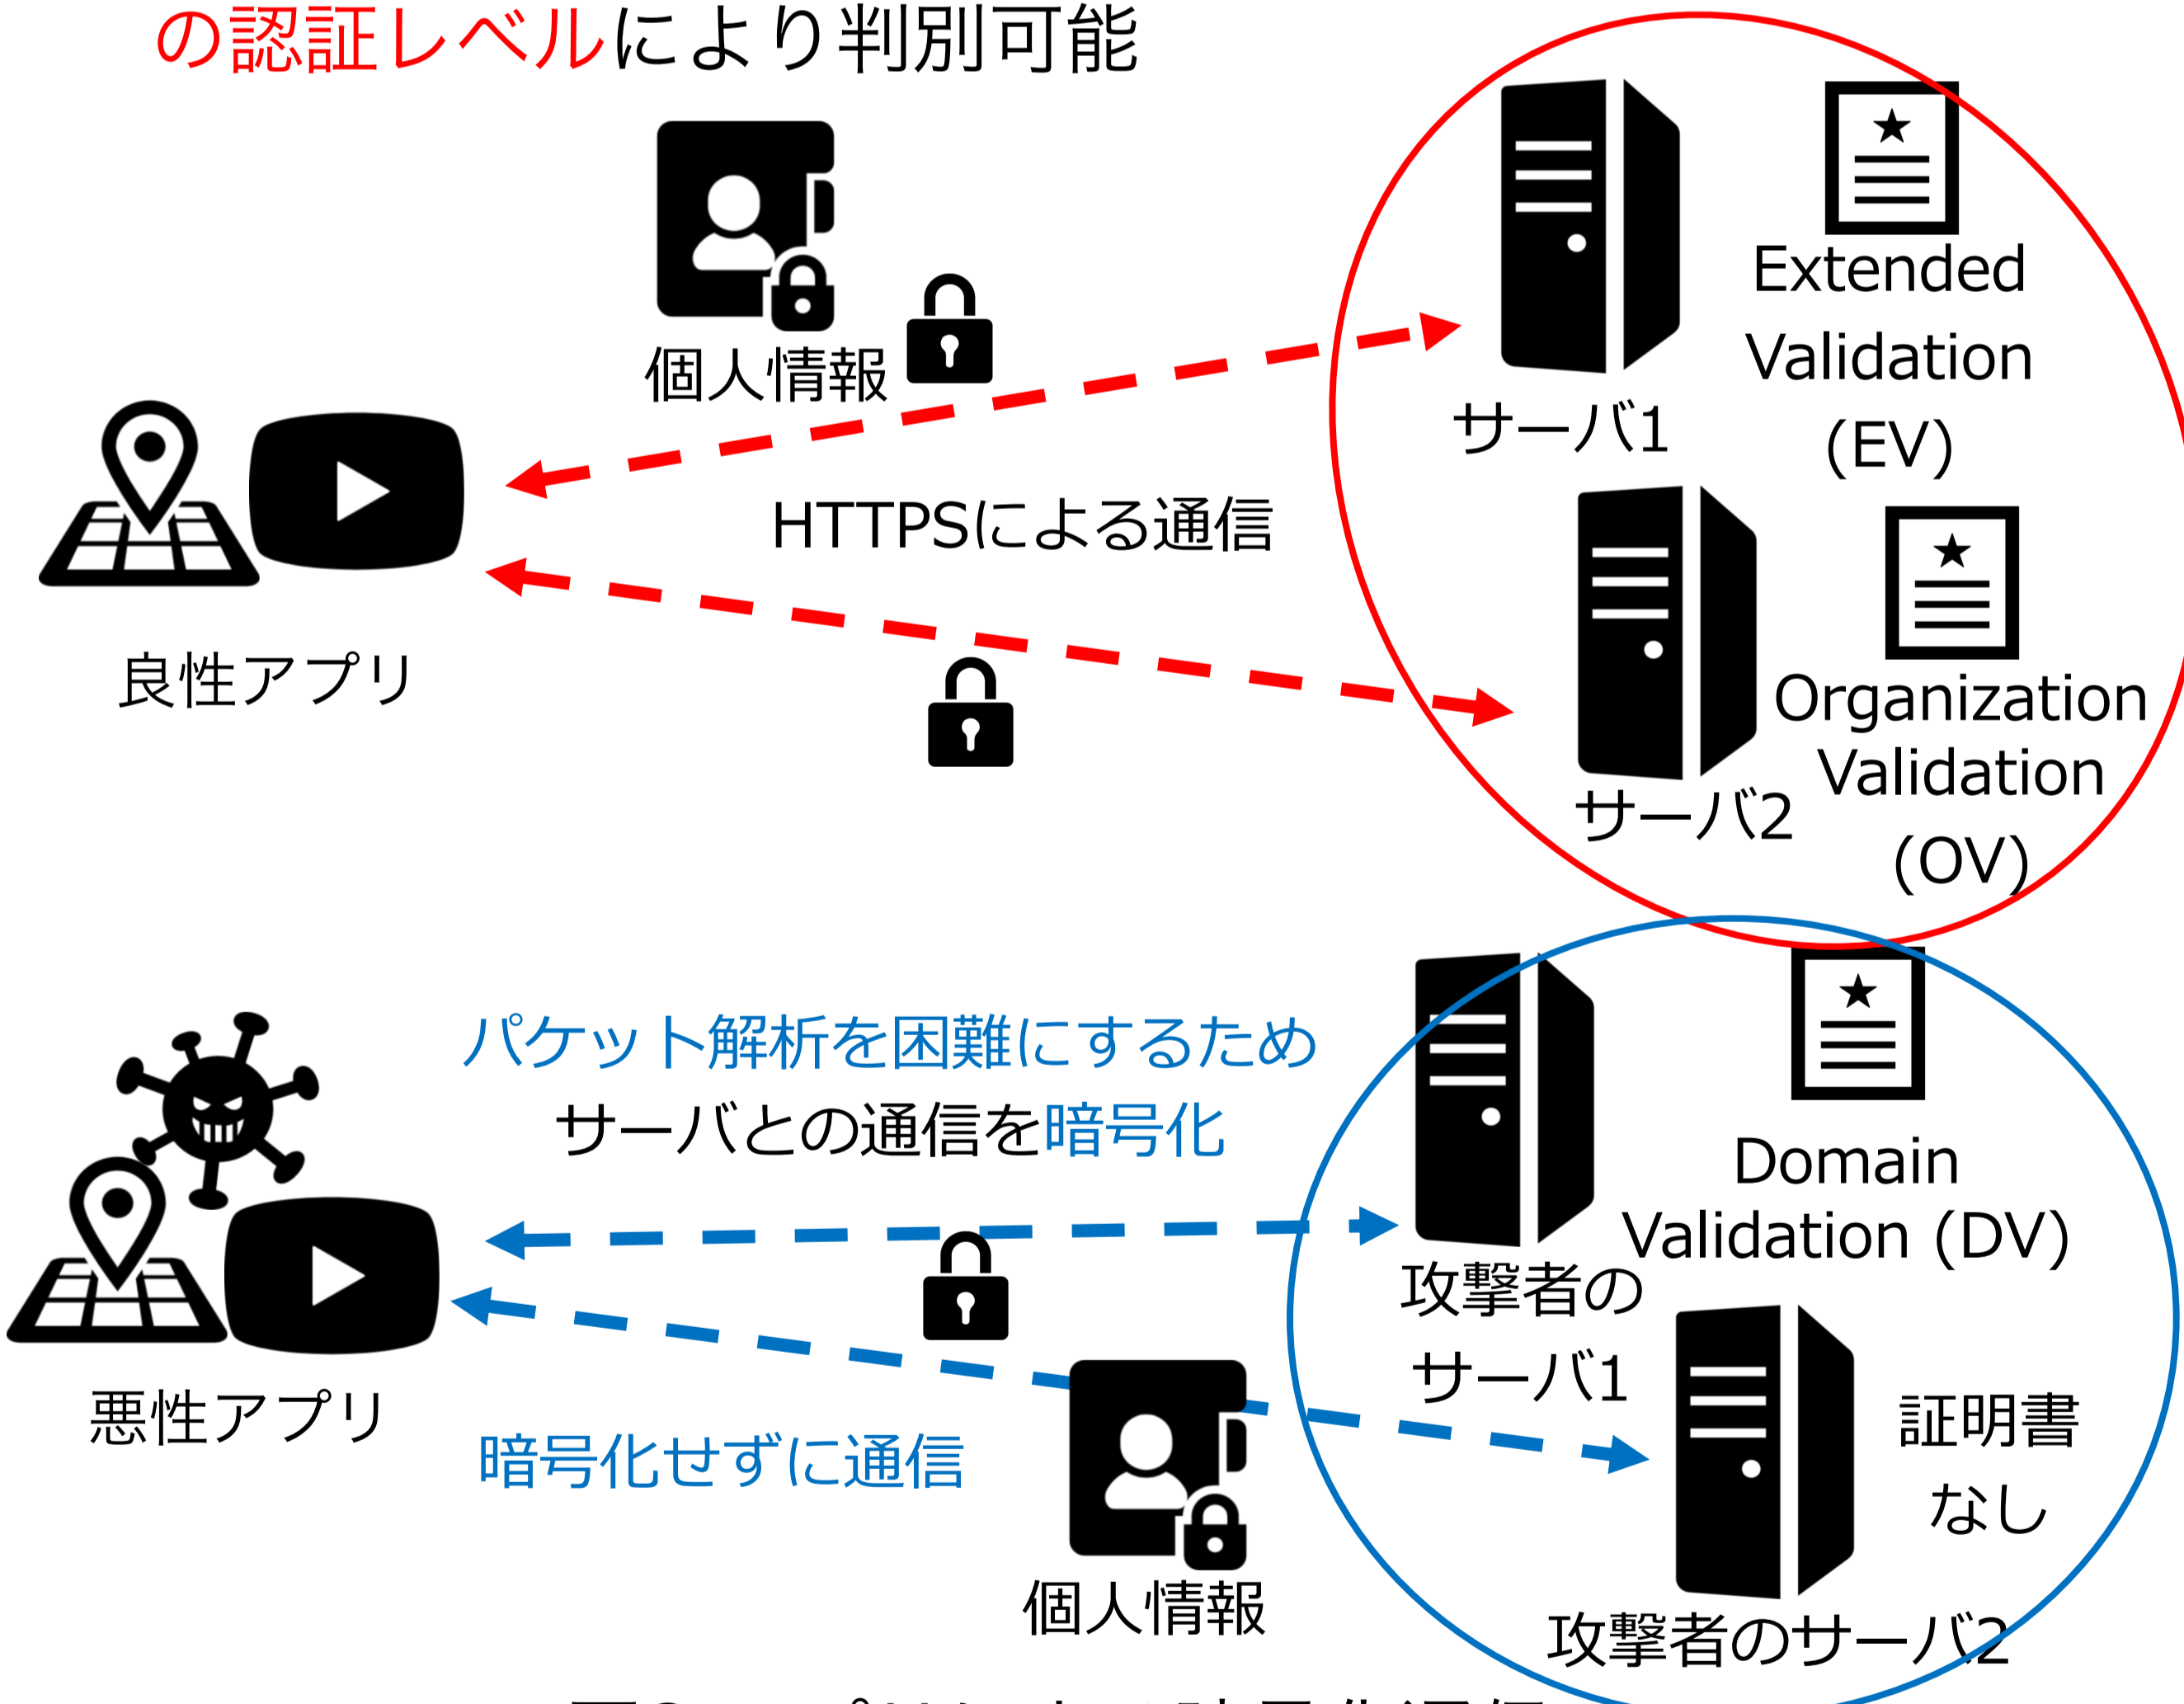 の認証レベルにより判別可能
個人情報
Extended
Validation
(EV)
サーバ1
HTTPSによる通信
良性アプリ
Organization
Validation
(OV)
サーバ2
パケット解析を困難にするため
サーバとの通信を暗号化
Domain
Validation (DV)
攻撃者の
サーバ1
悪性アプリ
暗号化せずに通信
証明書
なし
個人情報
攻撃者のサーバ2